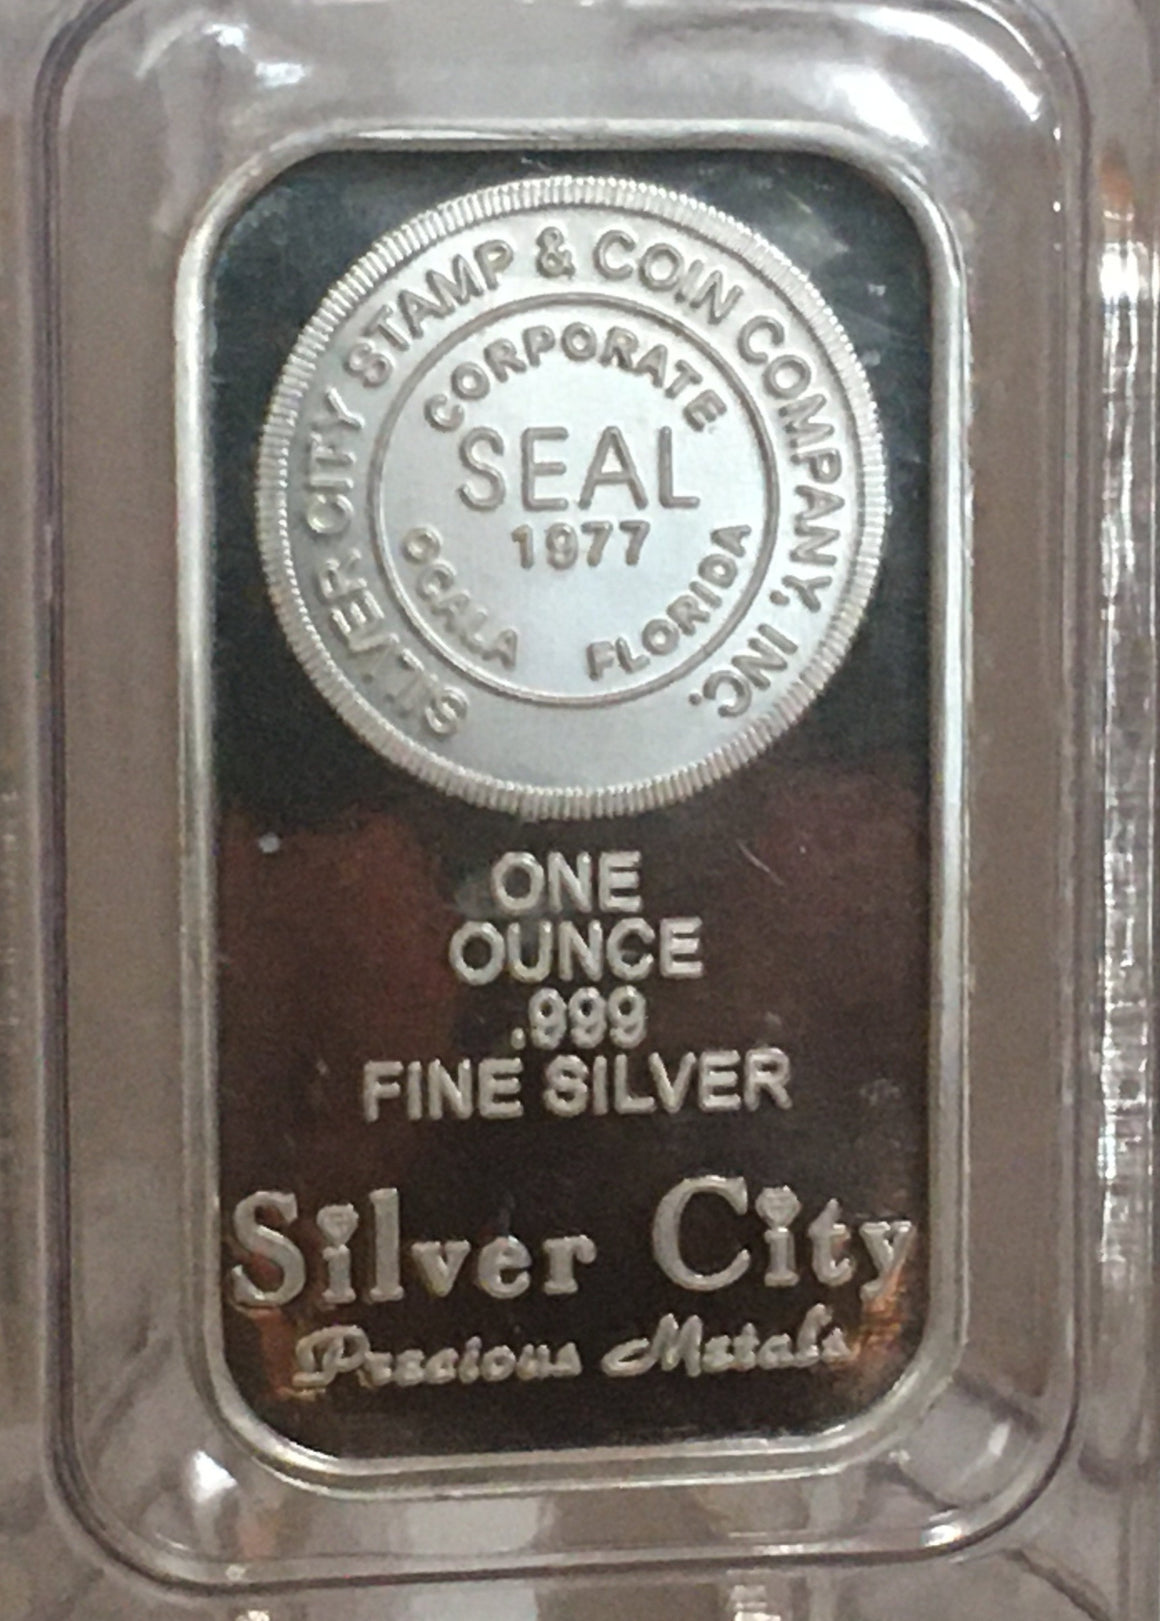 SILVER CITY STAMP & COIN COMPANY, INC.
CORPORATE
SEAL
1977
OCALA FLORIDA
ONE
OUNCE
.999
FINE SILVER
Silver City
Precious Metals